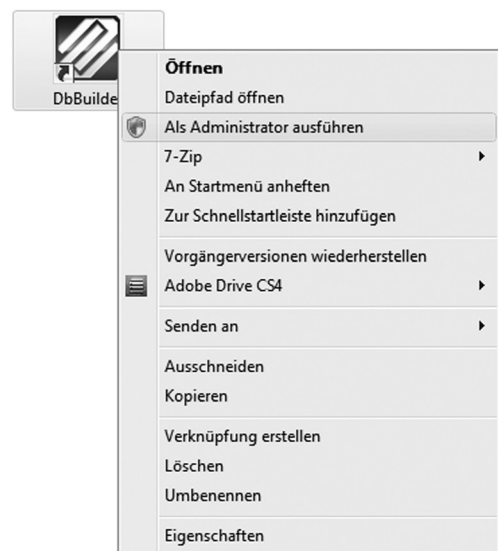 DbBuilde
Öffnen
Dateipfad öffnen
Als Administrator ausführen
7-Zip
An Startmenü anheften
Zur Schnellstartleiste hinzufügen
Vorgängerversionen wiederherstellen
Adobe Drive CS4
Senden an
Ausschneiden
Kopieren
Verknüpfung erstellen
Löschen
Umbenennen
Eigenschaften